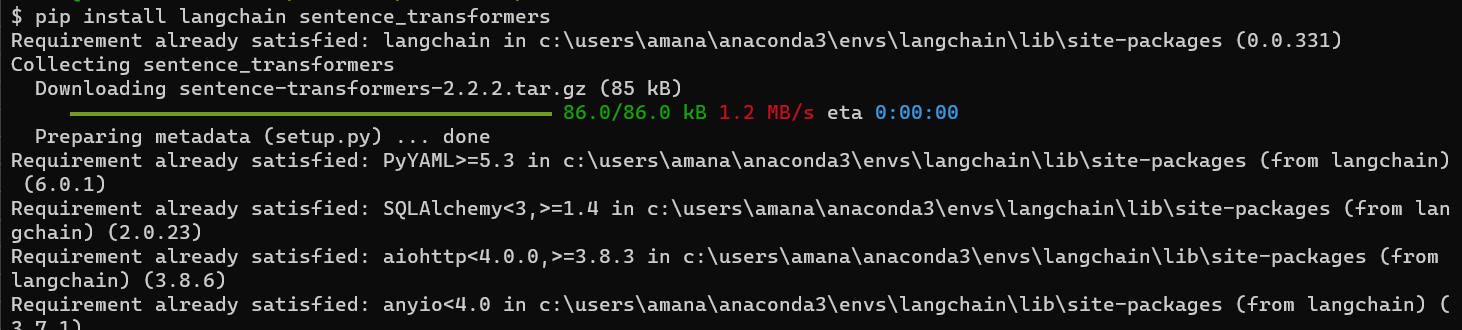 $ pip install langchain sentence_transformers
Requirement already satisfied: langchain in c:\users\amana\anaconda3\envs\langchain\lib\site-packages (0.0.331)
Collecting sentence_transformers
  Downloading sentence-transformers-2.2.2.tar.gz (85 kB)
86.0/86.0 kB 1.2 MB/s eta 0:00:00
  Preparing metadata (setup.py) ... done
Requirement already satisfied: PyYAML>=5.3 in c:\users\amana\anaconda3\envs\langchain\lib\site-packages (from langchain)
 (6.0.1)
Requirement already satisfied: SQLAlchemy<3,>=1.4 in c:\users\amana\anaconda3\envs\langchain\lib\site-packages (from lan
gchain) (2.0.23)
Requirement already satisfied: aiohttp<4.0.0,>=3.8.3 in c:\users\amana\anaconda3\envs\langchain\lib\site-packages (from
langchain) (3.8.6)
Requirement already satisfied: anyio<4.0 in c:\users\amana\anaconda3\envs\langchain\lib\site-packages (from langchain) (
3.7.1)